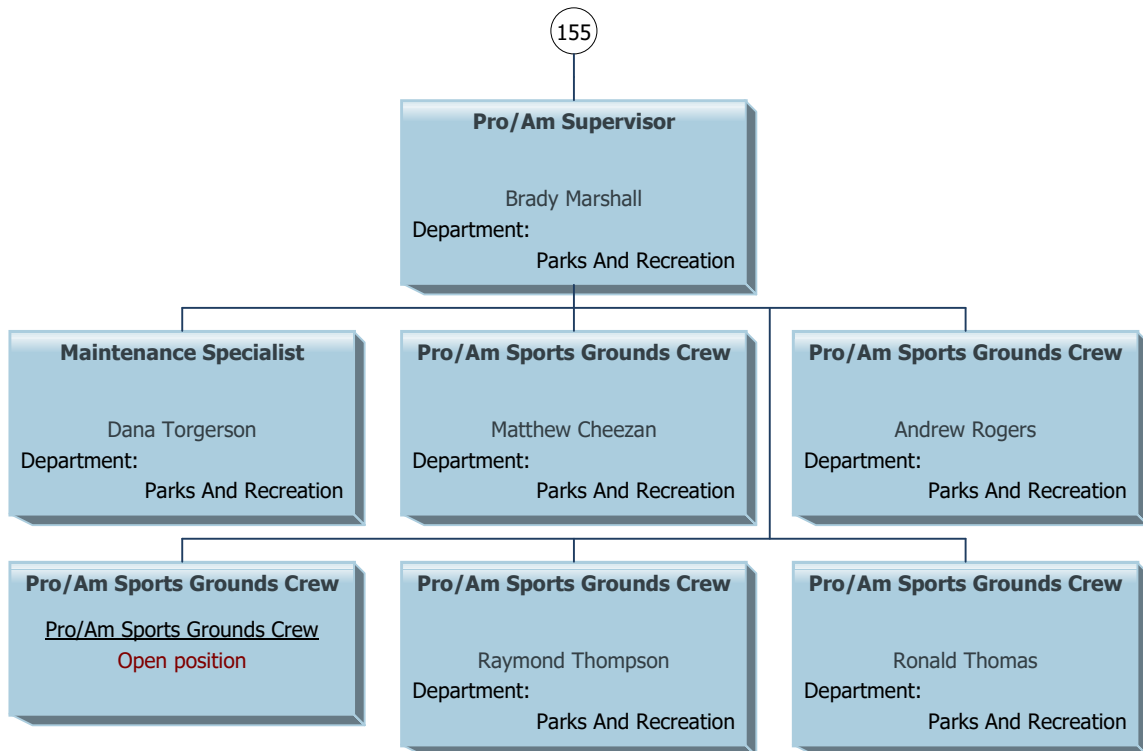 155
Pro/Am Supervisor
Brady Marshall
Department:
Parks And Recreation
Maintenance Specialist
Dana Torgerson
Department:
Parks And Recreation
Pro/Am Sports Grounds Crew
Matthew Cheezan
Department:
Parks And Recreation
Pro/Am Sports Grounds Crew
Andrew Rogers
Department:
Parks And Recreation
Pro/Am Sports Grounds Crew
Pro/Am Sports Grounds Crew
Open position
Pro/Am Sports Grounds Crew
Raymond Thompson
Department:
Parks And Recreation
Pro/Am Sports Grounds Crew
Ronald Thomas
Department:
Parks And Recreation